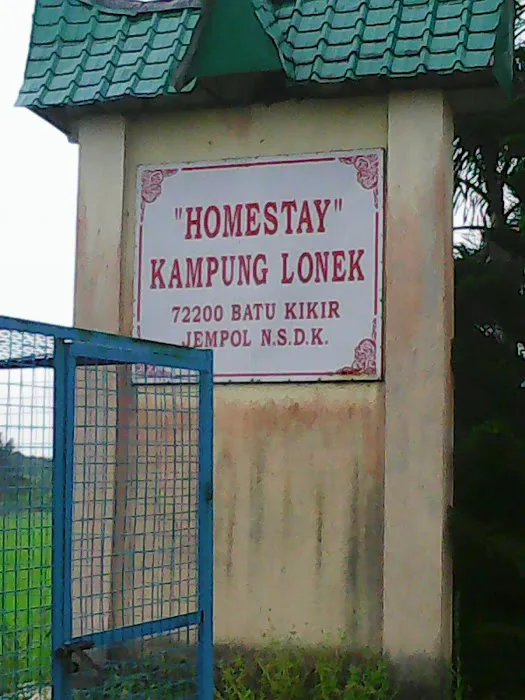 "HOMESTAY"
KAMPUNG LONEK
72200 BATU KIKIR
JEMPOL N.S.D.K.